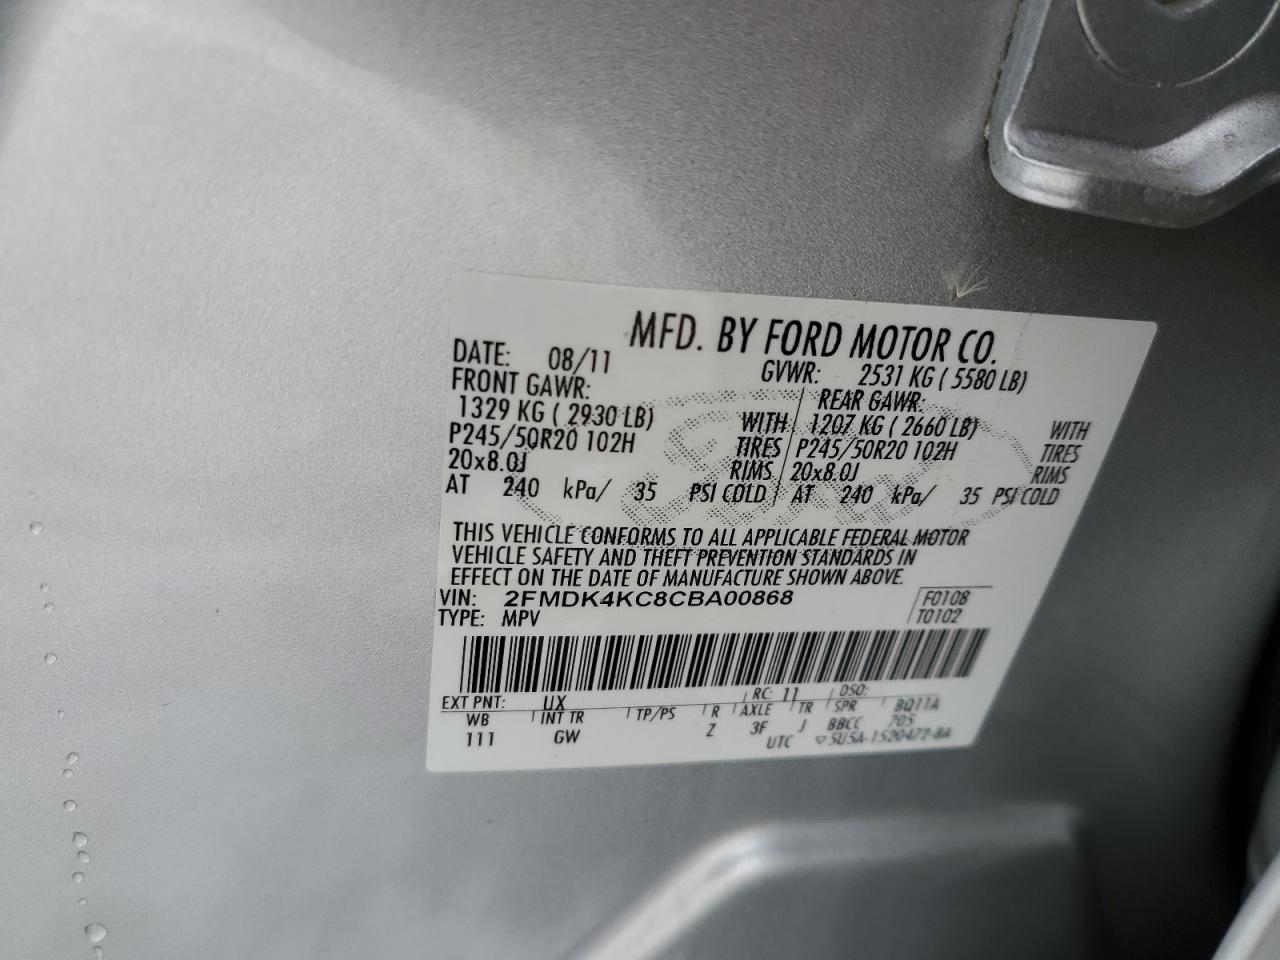 MFD. BY FORD MOTOR CO.
DATE: 08/11 GVWR: 2531 KG ( 5580 LB)
FRONT GAWR: REAR GAWR:
1329 KG ( 2930 LB) WITH 1207 KG ( 2660 LB) WITH
P245/50R20 102H TIRES P245/50R20 102H TIRES
20x8.0J RIMS 20x8.0J RIMS
AT 240 kPa/ 35 PSI COLD AT 240 kPa/ 35 PSI COLD
THIS VEHICLE CONFORMS TO ALL APPLICABLE FEDERAL MOTOR
VEHICLE SAFETY AND THEFT PREVENTION STANDARDS IN
EFFECT ON THE DATE OF MANUFACTURE SHOWN ABOVE.
VIN: 2FMDK4KC8CBA00868 F0108
TYPE: MPV T0102
EXT PNT: UX RC: 11 DSO:
WB INT TR TP/PS R AXLE TR SPR BQ11A
111 GW Z 3F J BBCC 705
UTC ▽5U5A-1520472-BA